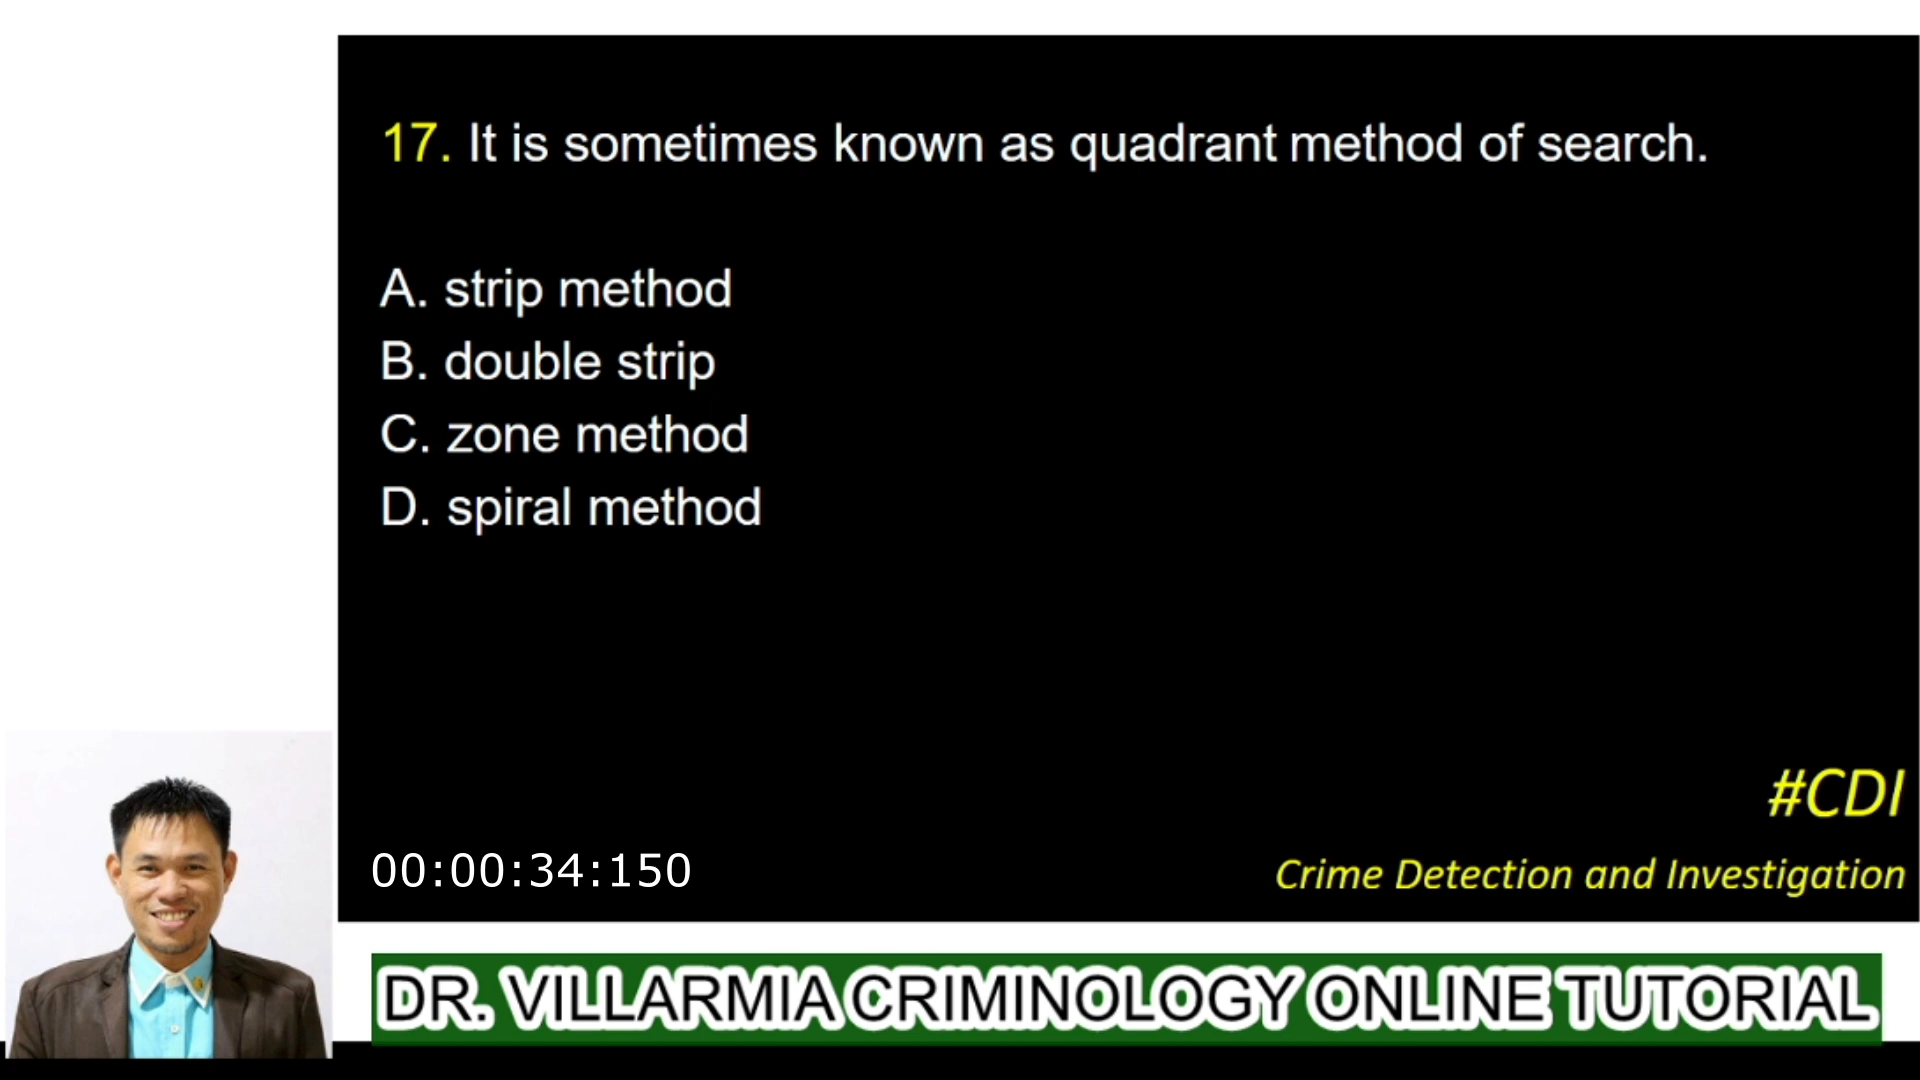 17. It is sometimes known as quadrant method of search.
A. strip method
B. double strip
C. zone method
D. spiral method
#CDI
00:00:34:150
Crime Detection and Investigation
DR. VILLARMIA CRIMINOLOGY ONLINE TUTORIAL